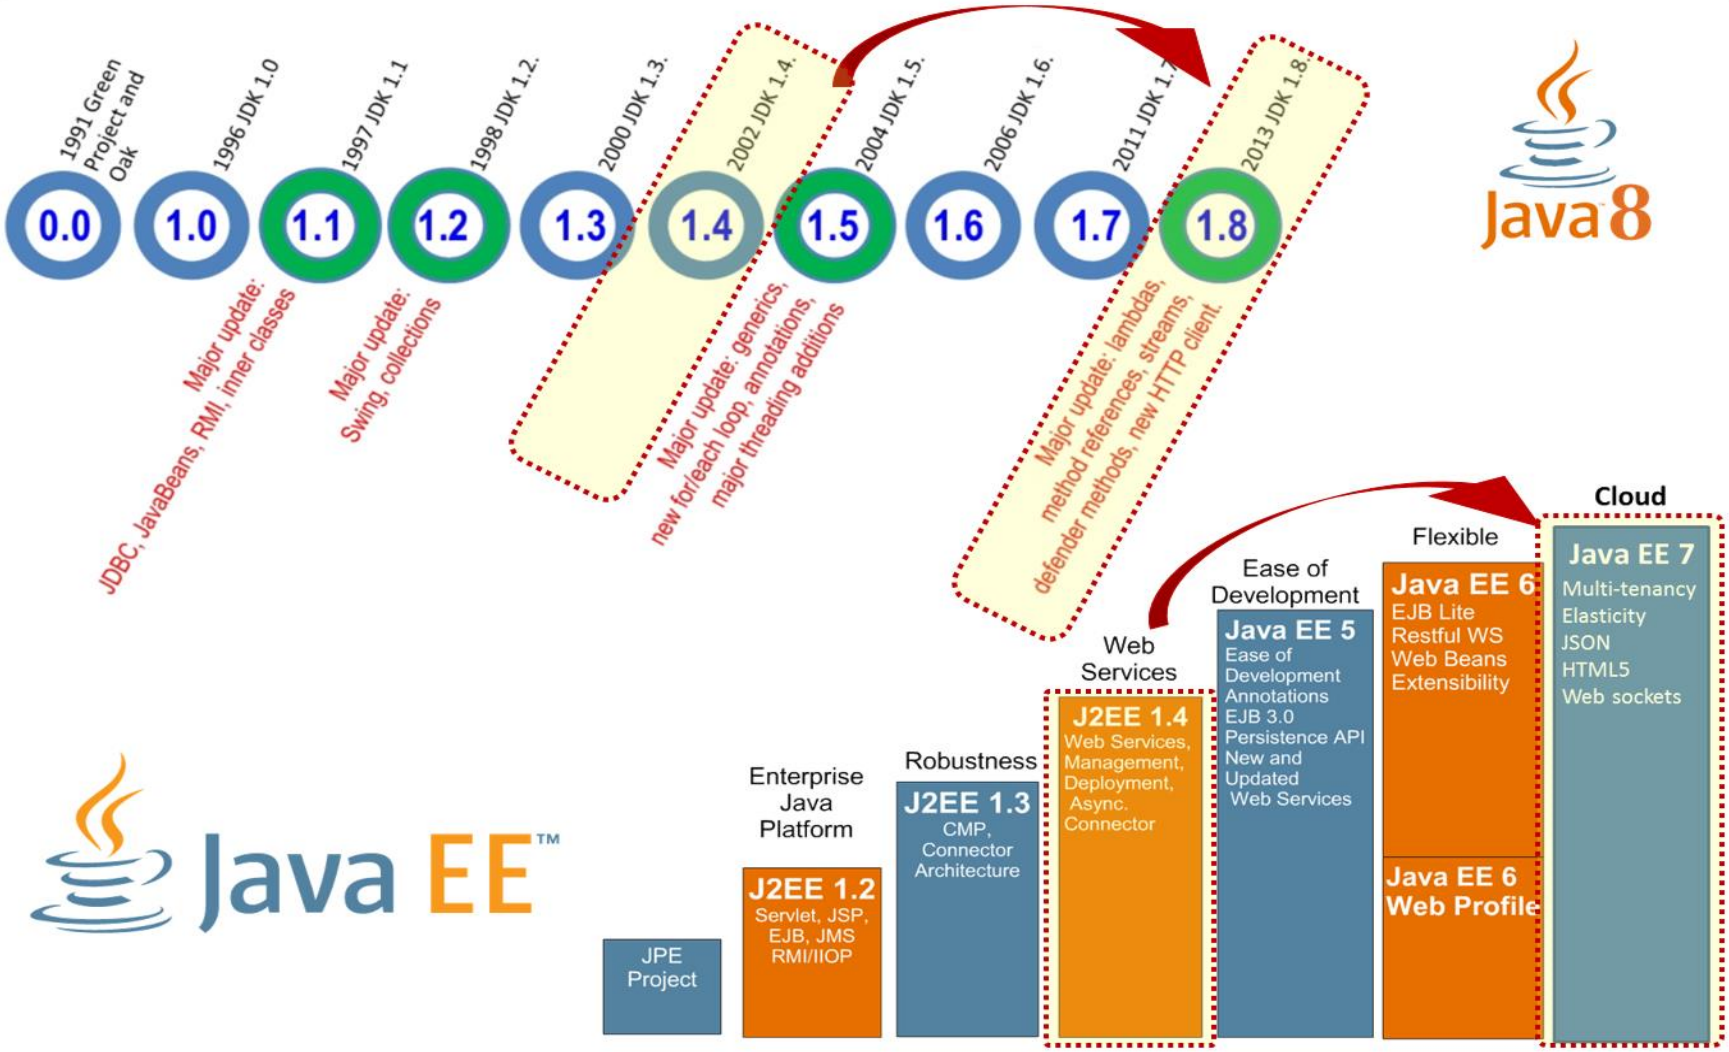 1991 Green
Project and
Oak
1996 JDK 1.0
1997 JDK 1.1
1998 JDK 1.2.
2000 JDK 1.3.
2002 JDK 1.4.
2004 JDK 1.5.
2006 JDK 1.6.
2011 JDK 1.7
2013 JDK 1.8.
0.0
1.0
1.1
1.2
1.3
1.4
1.5
1.6
1.7
1.8
Java 8
Major update:
JDBC, JavaBeans, RMI, inner classes
Major update:
Swing, collections
Major update: generics,
new for/each loop, annotations,
major threading additions
Major update: lambdas,
method references, streams,
defender methods, new HTTP client.
Java EE™
JPE
Project
Enterprise
Java
Platform
J2EE 1.2
Servlet, JSP,
EJB, JMS
RMI/IIOP
Robustness
J2EE 1.3
CMP,
Connector
Architecture
Web
Services
J2EE 1.4
Web Services,
Management,
Deployment,
Async.
Connector
Ease of
Development
Java EE 5
Ease of
Development
Annotations
EJB 3.0
Persistence API
New and
Updated
Web Services
Flexible
Java EE 6
EJB Lite
Restful WS
Web Beans
Extensibility
Java EE 6
Web Profile
Cloud
Java EE 7
Multi-tenancy
Elasticity
JSON
HTML5
Web sockets